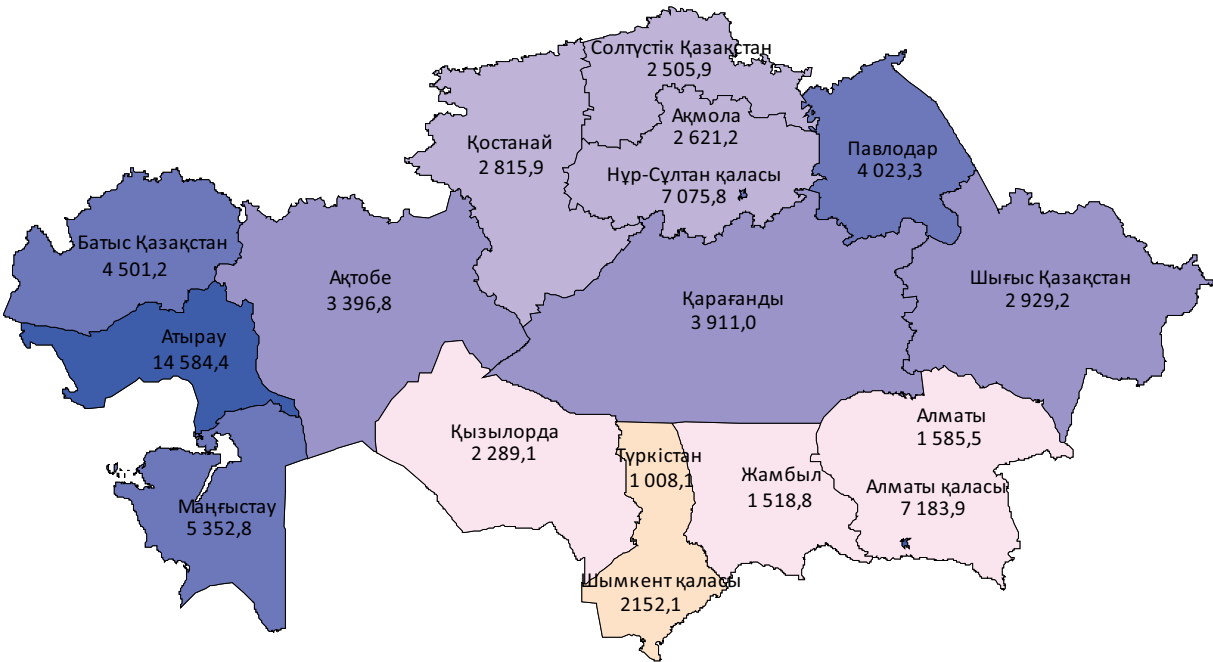 Солтүстік Қазақстан
2 505,9
Ақмола
2 621,2
Қостанай
2 815,9
Павлодар
4 023,3
Нұр-Сұлтан қаласы
7 075,8
Батыс Қазақстан
4 501,2
Ақтобе
3 396,8
Қарағанды
3 911,0
Шығыс Қазақстан
2 929,2
Атырау
14 584,4
Қызылорда
2 289,1
Түркістан
1 008,1
Жамбыл
1 518,8
Алматы
1 585,5
Алматы қаласы
7 183,9
Маңғыстау
5 352,8
Шымкент қаласы
2152,1